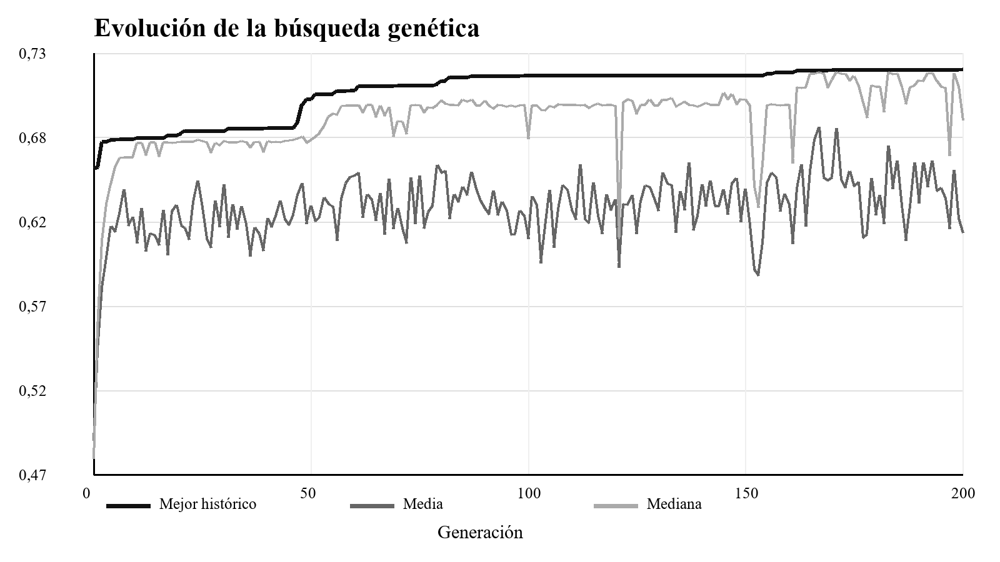 Evolución de la búsqueda genética
0,73
0,68
0,62
0,57
0,52
0,47
0 50 100 150 200
Mejor histórico Media Mediana
Generación